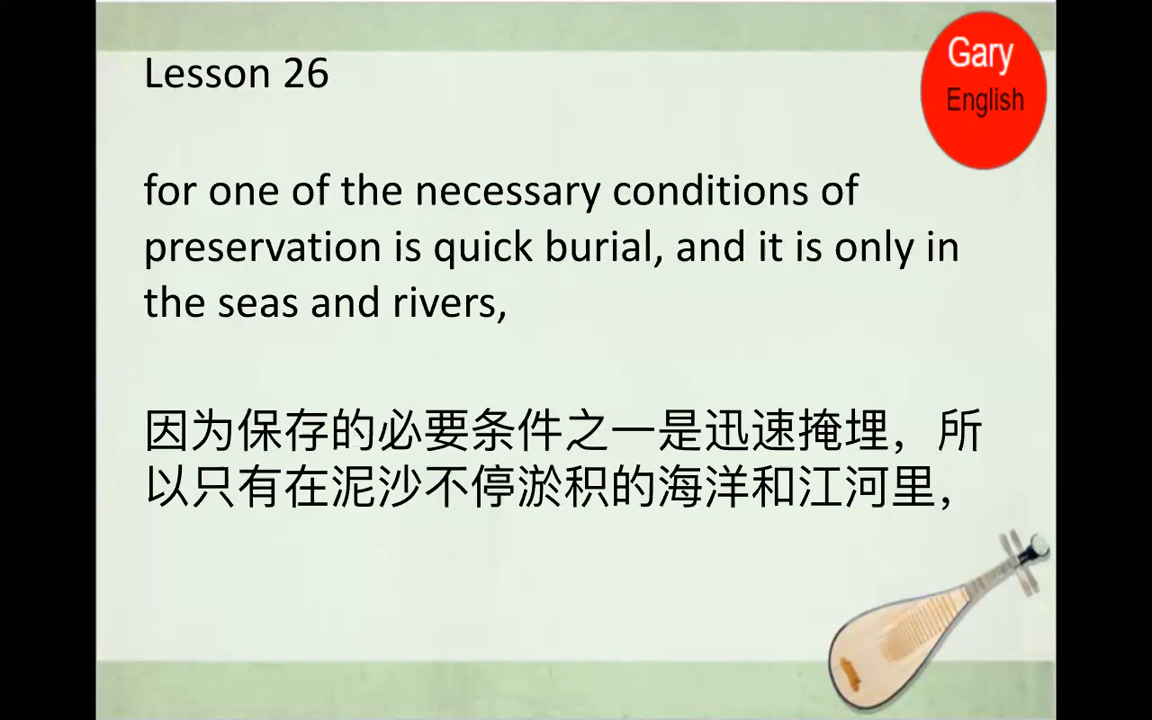 Gary
English
Lesson 26
for one of the necessary conditions of
preservation is quick burial, and it is only in
the seas and rivers,
因为保存的必要条件之一是迅速掩埋，所
以只有在泥沙不停淤积的海洋和江河里，